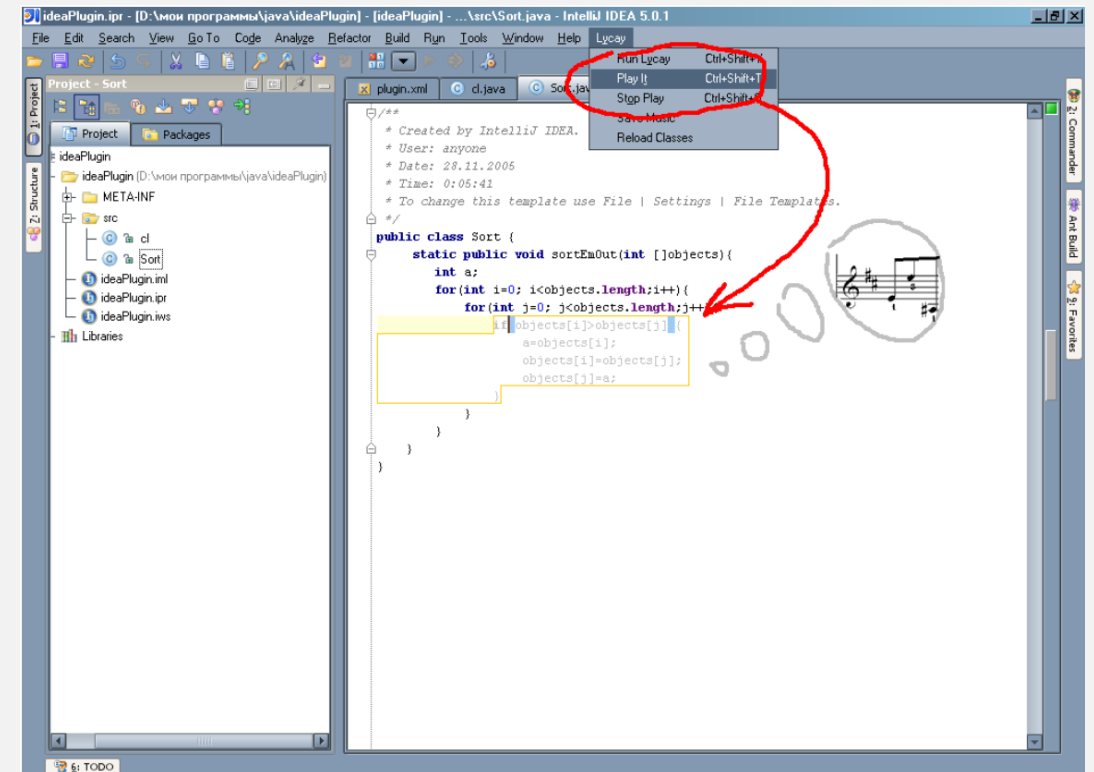 ideaPlugin.ipr - [D:\мои программы\java\ideaPlugin] - [ideaPlugin] - ...\src\Sort.java - IntelliJ IDEA 5.0.1
File Edit Search View Go To Code Analyze Refactor Build Run Tools Window Help Lycay
Run Lycay Ctrl+Shift+
Play It Ctrl+Shift+T
Stop Play Ctrl+Shift+
Save Music
Reload Classes
Project - Sort
plugin.xml cl.java Sort.jav
1: Project
Z: Structure
Project Packages
ideaPlugin
ideaPlugin (D:\мои программы\java\ideaPlugin)
META-INF
src
cl
Sort
ideaPlugin.iml
ideaPlugin.ipr
ideaPlugin.iws
Libraries
/**
* Created by IntelliJ IDEA.
* User: anyone
* Date: 28.11.2005
* Time: 0:05:41
* To change this template use File | Settings | File Templates.
*/
public class Sort {
static public void sortEmOut(int []objects){
int a;
for(int i=0; i<objects.length;i++){
for(int j=0; j<objects.length;j++
if objects[i]>objects[j] {
a=objects[i];
objects[i]=objects[j];
objects[j]=a;
}
}
}
}
}
2: Commander
Ant Build
2: Favorites
6: TODO